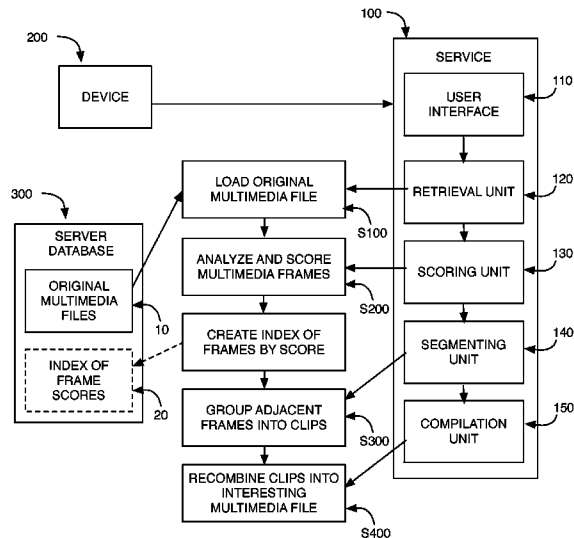 200
DEVICE
100
SERVICE
USER
INTERFACE
110
RETRIEVAL UNIT
120
SCORING UNIT
130
SEGMENTING
UNIT
140
COMPILATION
UNIT
150
LOAD ORIGINAL
MULTIMEDIA FILE
S100
ANALYZE AND SCORE
MULTIMEDIA FRAMES
S200
CREATE INDEX OF
FRAMES BY SCORE
GROUP ADJACENT
FRAMES INTO CLIPS
S300
RECOMBINE CLIPS INTO
INTERESTING
MULTIMEDIA FILE
S400
300
SERVER
DATABASE
ORIGINAL
MULTIMEDIA
FILES
10
INDEX OF
FRAME
SCORES
20